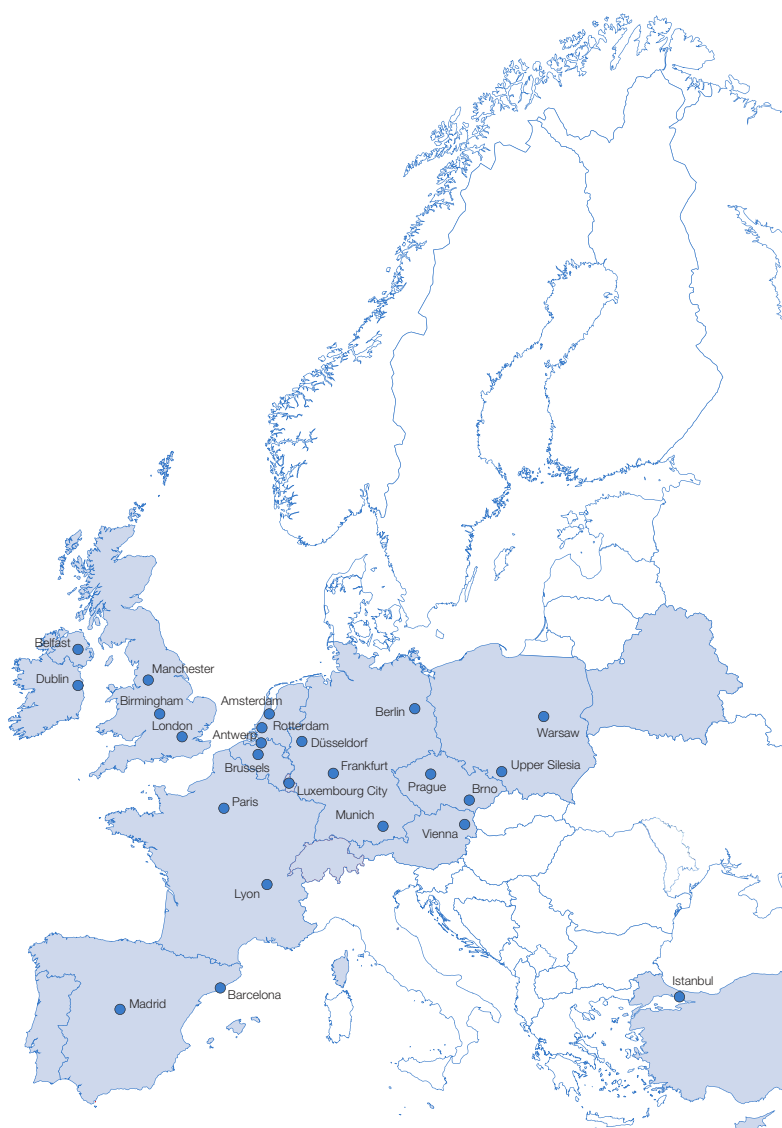 Belfast
Manchester
Dublin
Birmingham
Amsterdam
London
Rotterdam
Antwerp
Berlin
Düsseldorf
Warsaw
Brussels
Frankfurt
Upper Silesia
Luxembourg City
Prague
Brno
Paris
Munich
Vienna
Lyon
Istanbul
Barcelona
Madrid